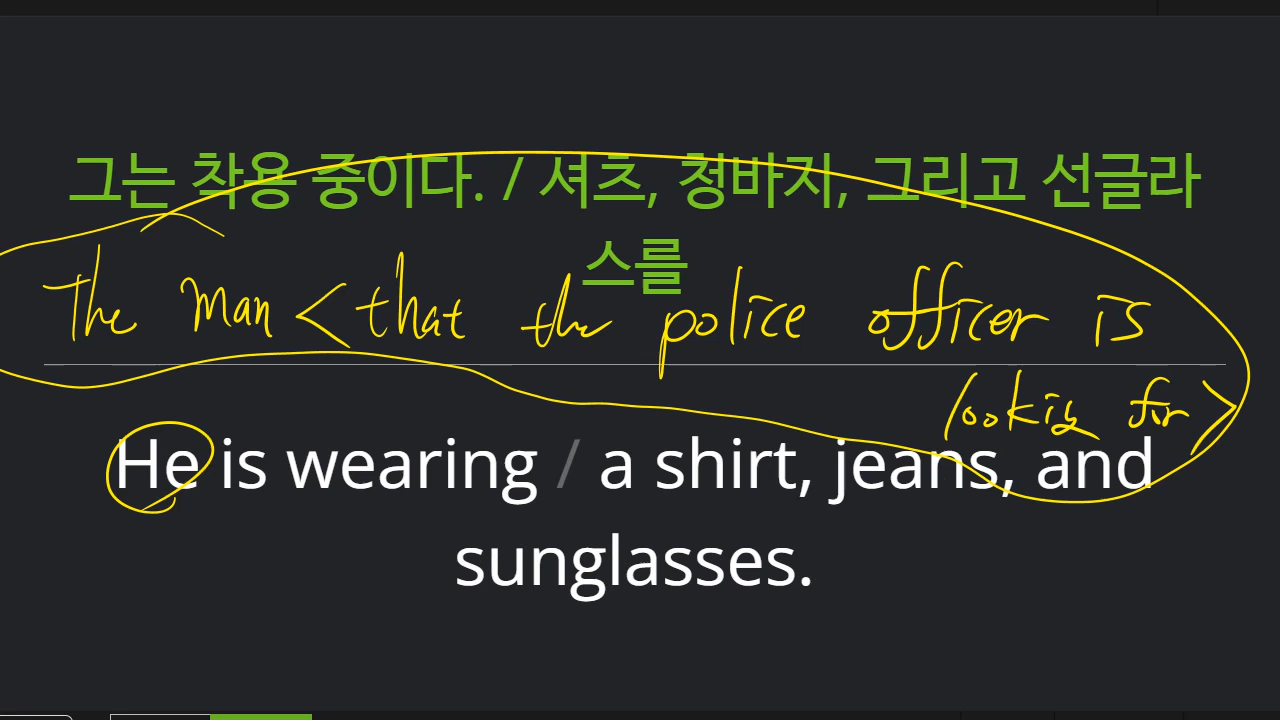 그는 착용 중이다. / 셔츠, 청바지, 그리고 선글라
스를
The man < that the police officer is
looking for >
He is wearing / a shirt, jeans, and
sunglasses.